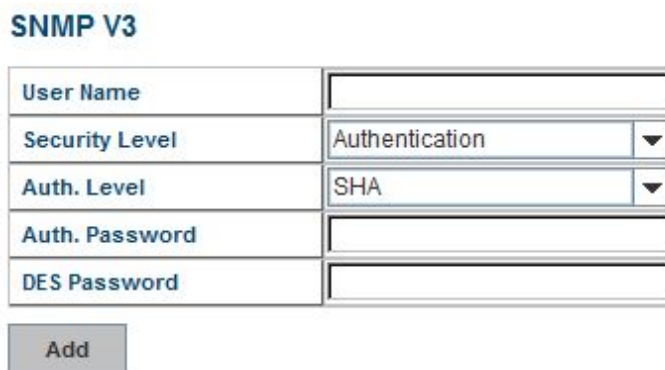 SNMP V3
User Name
Security Level Authentication
Auth. Level SHA
Auth. Password
DES Password
Add